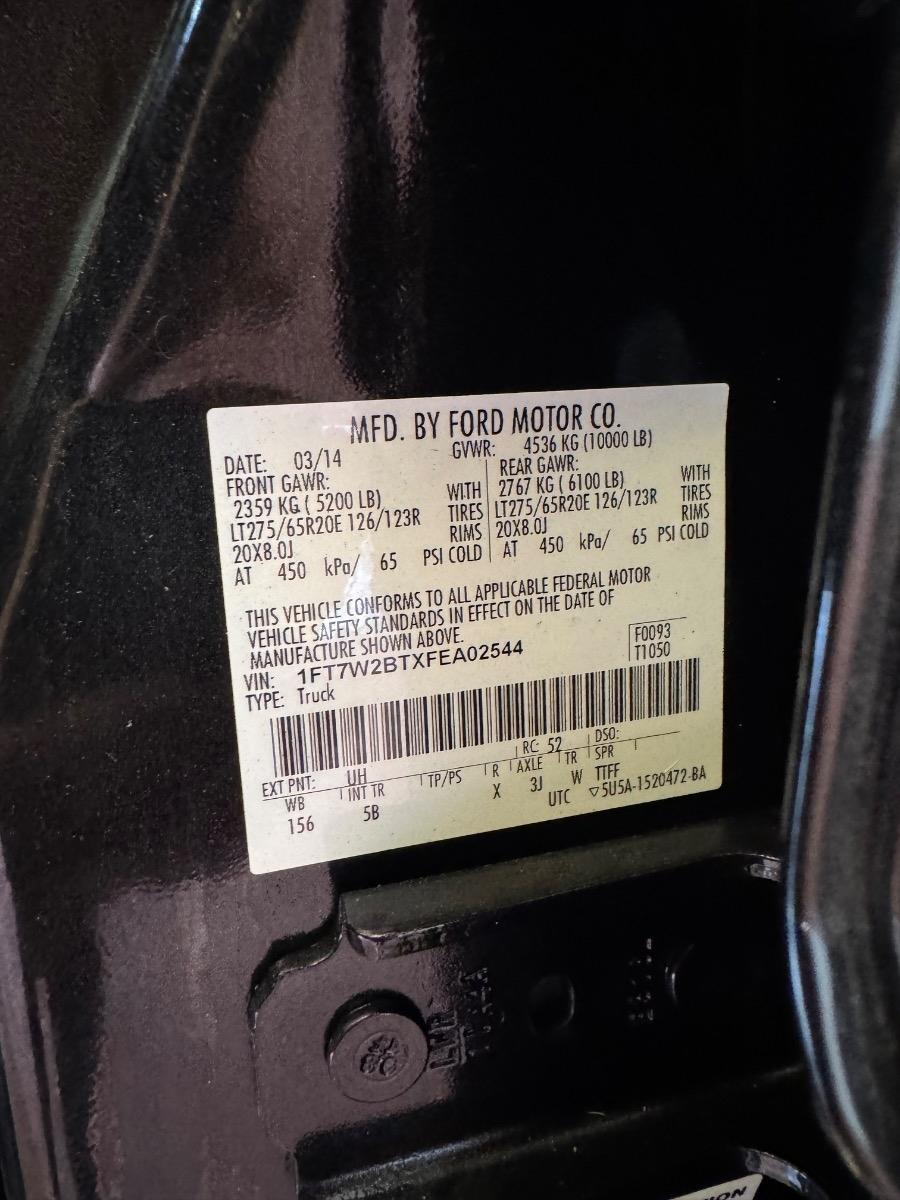 MFD. BY FORD MOTOR CO.
DATE: 03/14 GVWR: 4536 KG (10000 LB)
FRONT GAWR:
2359 KG ( 5200 LB) WITH
LT275/65R20E 126/123R TIRES
20X8.0J RIMS
AT 450 kPa/ 65 PSI COLD
REAR GAWR:
2767 KG ( 6100 LB) WITH
LT275/65R20E 126/123R TIRES
20X8.0J RIMS
AT 450 kPa/ 65 PSI COLD
THIS VEHICLE CONFORMS TO ALL APPLICABLE FEDERAL MOTOR
VEHICLE SAFETY STANDARDS IN EFFECT ON THE DATE OF
MANUFACTURE SHOWN ABOVE.
VIN: 1FT7W2BTXFEA02544
TYPE: Truck
F0093
T1050
EXT PNT: UH RC: 52 DSO:
WB INT TR TP/PS R AXLE TR SPR
156 5B X 3J W TTFF
UTC ▽5U5A-1520472-BA